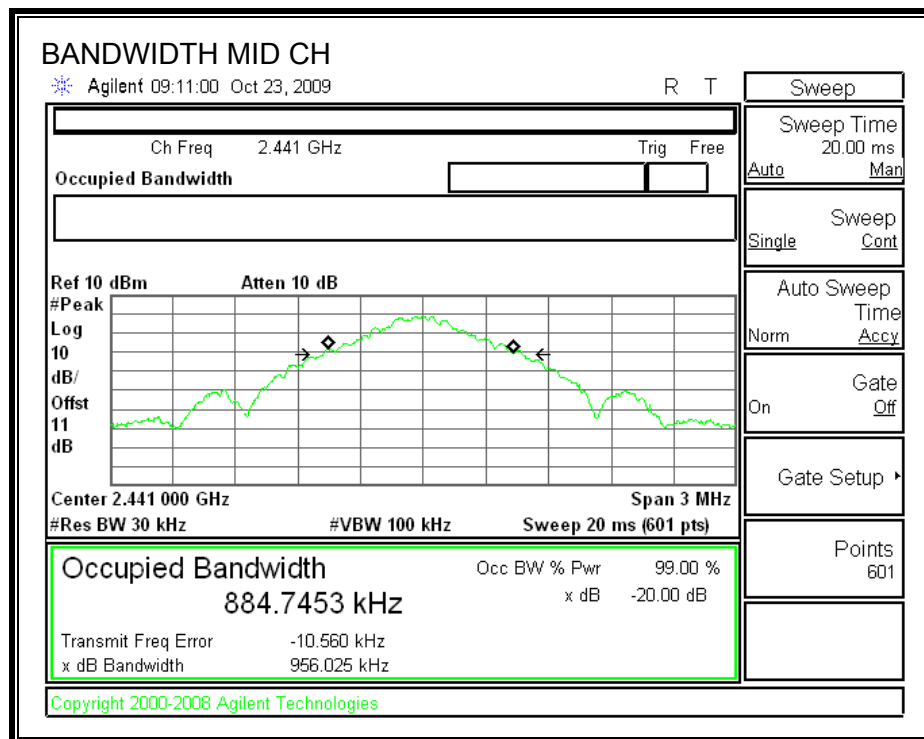 BANDWIDTH MID CH
Agilent 09:11:00 Oct 23, 2009 R T
Ch Freq 2.441 GHz Trig Free
Occupied Bandwidth
Ref 10 dBm Atten 10 dB
#Peak
Log
10
dB/
Offst
11
dB
Center 2.441 000 GHz Span 3 MHz
#Res BW 30 kHz #VBW 100 kHz Sweep 20 ms (601 pts)
Occupied Bandwidth Occ BW % Pwr 99.00 %
884.7453 kHz x dB -20.00 dB
Transmit Freq Error -10.560 kHz
x dB Bandwidth 956.025 kHz
Copyright 2000-2008 Agilent Technologies
Sweep
Sweep Time
20.00 ms
Auto Man
Sweep
Single Cont
Auto Sweep
Time
Norm Accy
Gate
On Off
Gate Setup
Points
601